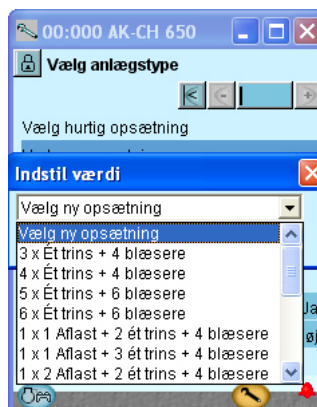 00:000 AK-CH 650
Vælg anlægstype
Vælg hurtig opsætning
Indstil værdi
Vælg ny opsætning
Vælg ny opsætning
3 x Ét trins + 4 blæsere
4 x Ét trins + 4 blæsere
5 x Ét trins + 6 blæsere
6 x Ét trins + 6 blæsere
1 x 1 Aflast + 2 ét trins + 4 blæsere
1 x 1 Aflast + 3 ét trins + 4 blæsere
1 x 2 Aflast + 2 ét trins + 4 blæsere